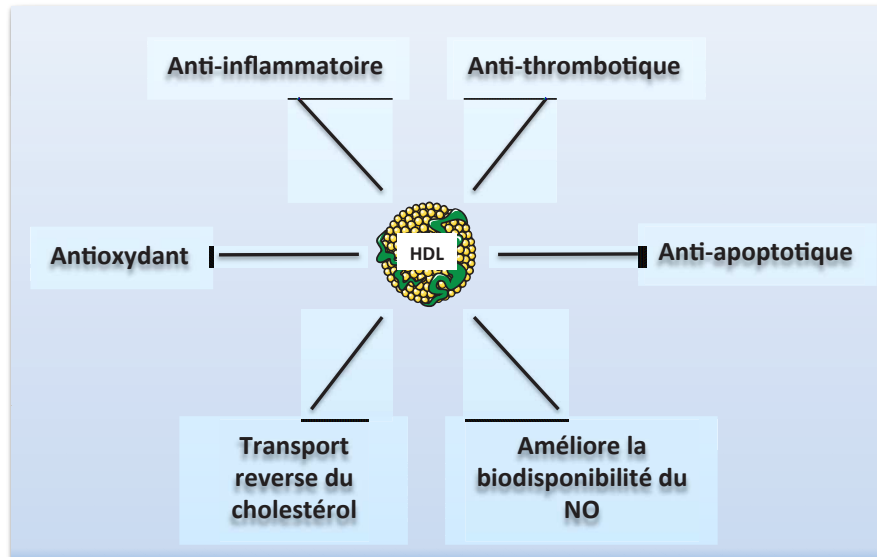 Anti-inflammatoire
Anti-thrombotique
Antioxydant
HDL
Anti-apoptotique
Transport
reverse du
cholestérol
Améliore la
biodisponibilité du
NO